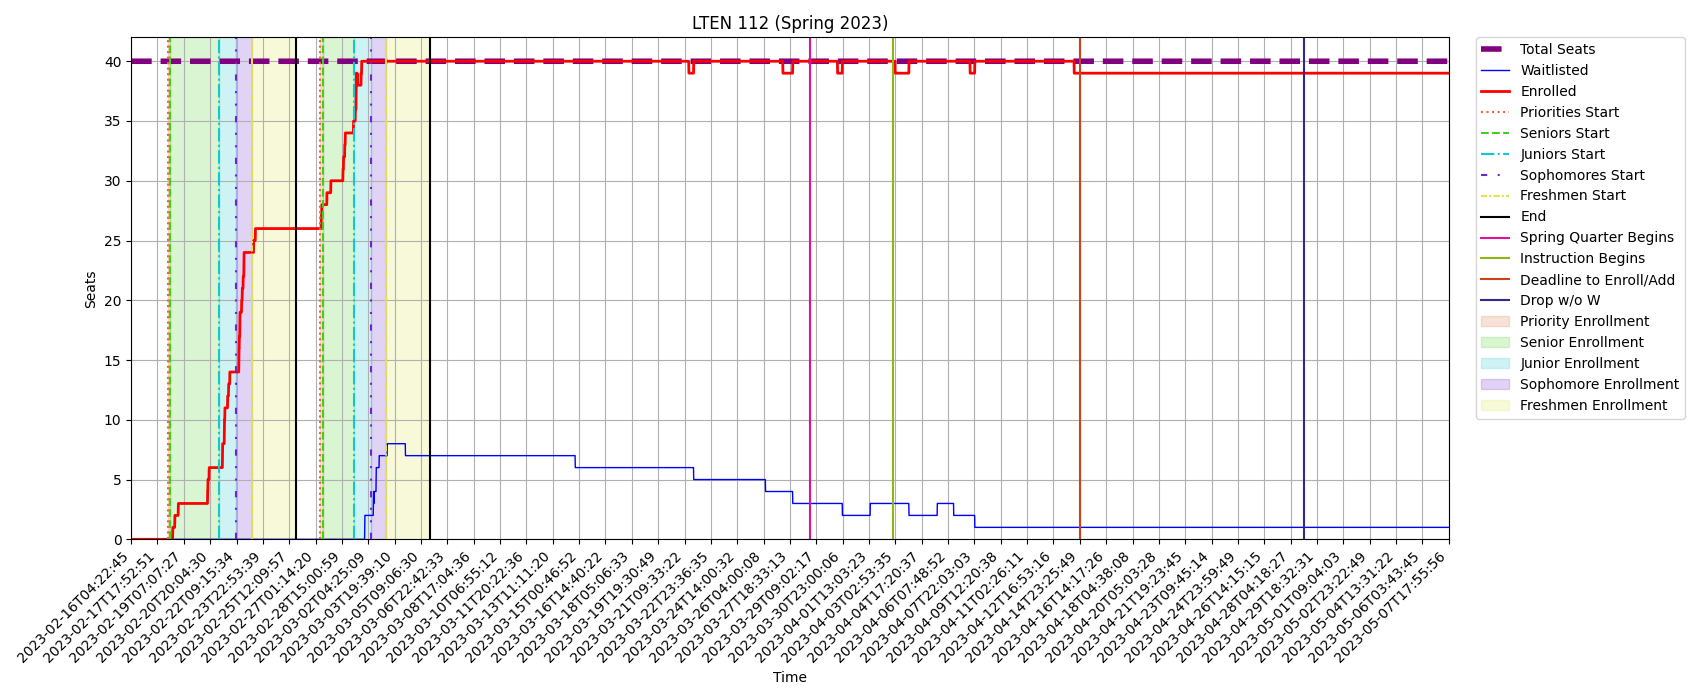 LTEN 112 (Spring 2023)
Seats
40
35
30
25
20
15
10
5
0
2023-02-16T04:22:45
2023-02-17T17:52:51
2023-02-19T07:07:27
2023-02-20T20:04:30
2023-02-22T09:15:34
2023-02-23T22:53:39
2023-02-25T12:09:57
2023-02-27T01:14:20
2023-02-28T15:00:59
2023-03-02T04:25:09
2023-03-03T19:39:10
2023-03-05T09:06:30
2023-03-06T22:42:33
2023-03-08T17:04:36
2023-03-10T06:55:12
2023-03-11T20:22:36
2023-03-13T11:11:20
2023-03-15T00:46:52
2023-03-16T14:40:22
2023-03-18T05:06:33
2023-03-19T19:30:49
2023-03-21T09:33:22
2023-03-22T23:36:35
2023-03-24T14:00:32
2023-03-26T04:00:08
2023-03-27T18:33:13
2023-03-29T09:02:17
2023-03-30T23:00:06
2023-04-01T13:03:23
2023-04-03T02:53:35
2023-04-04T17:20:37
2023-04-06T07:48:52
2023-04-07T22:03:03
2023-04-09T12:20:38
2023-04-11T02:26:11
2023-04-12T16:53:16
2023-04-14T23:25:49
2023-04-16T14:17:26
2023-04-18T04:38:08
2023-04-20T05:03:28
2023-04-21T19:23:45
2023-04-23T09:45:14
2023-04-24T23:59:49
2023-04-26T14:15:15
2023-04-28T04:18:27
2023-04-29T18:32:31
2023-05-01T09:04:03
2023-05-02T23:22:49
2023-05-04T13:31:22
2023-05-06T03:43:45
2023-05-07T17:55:56
Time
Total Seats
Waitlisted
Enrolled
Priorities Start
Seniors Start
Juniors Start
Sophomores Start
Freshmen Start
End
Spring Quarter Begins
Instruction Begins
Deadline to Enroll/Add
Drop w/o W
Priority Enrollment
Senior Enrollment
Junior Enrollment
Sophomore Enrollment
Freshmen Enrollment